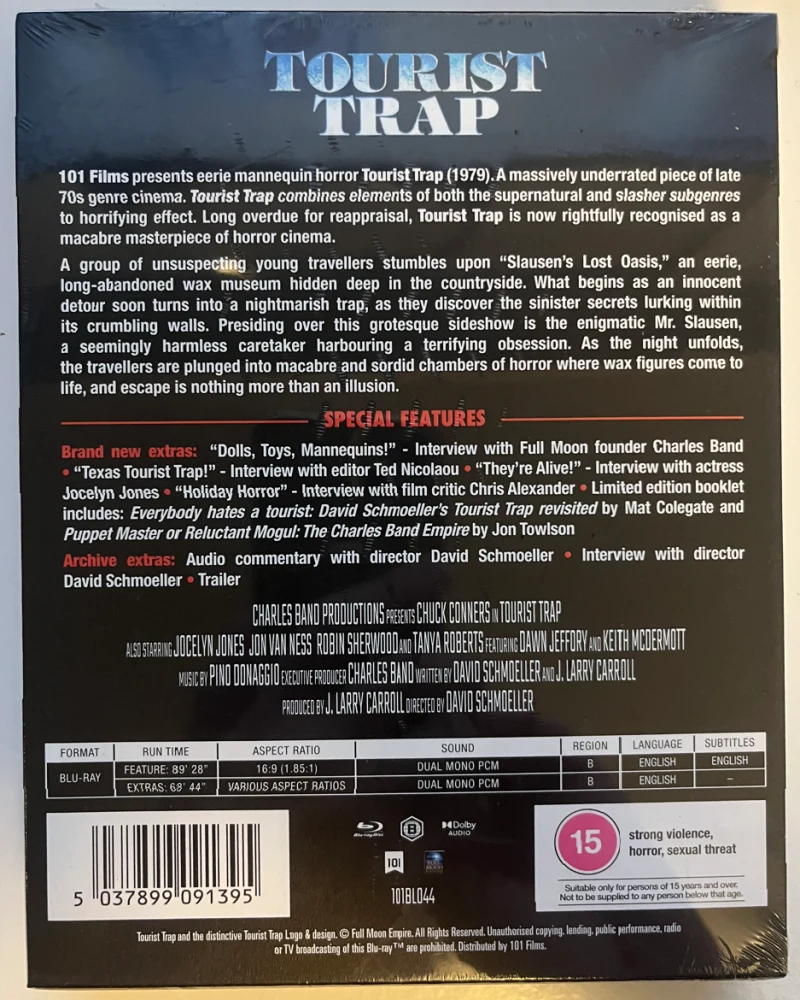 TOURIST
TRAP
101 Films presents eerie mannequin horror Tourist Trap (1979). A massively underrated piece of late
70s genre cinema. Tourist Trap combines elements of both the supernatural and slasher subgenres
to horrifying effect. Long overdue for reappraisal, Tourist Trap is now rightfully recognised as a
macabre masterpiece of horror cinema.
A group of unsuspecting young travellers stumbles upon “Slausen’s Lost Oasis,” an eerie,
long-abandoned wax museum hidden deep in the countryside. What begins as an innocent
detour soon turns into a nightmarish trap, as they discover the sinister secrets lurking within
its crumbling walls. Presiding over this grotesque sideshow is the enigmatic Mr. Slausen,
a seemingly harmless caretaker harbouring a terrifying obsession. As the night unfolds,
the travellers are plunged into macabre and sordid chambers of horror where wax figures come to
life, and escape is nothing more than an illusion.
SPECIAL FEATURES
Brand new extras: “Dolls, Toys, Mannequins!” - Interview with Full Moon founder Charles Band
• “Texas Tourist Trap!” - Interview with editor Ted Nicolaou • “They’re Alive!” - Interview with actress
Jocelyn Jones • “Holiday Horror” - Interview with film critic Chris Alexander • Limited edition booklet
includes: Everybody hates a tourist: David Schmoeller’s Tourist Trap revisited by Mat Colegate and
Puppet Master or Reluctant Mogul: The Charles Band Empire by Jon Towlson
Archive extras: Audio commentary with director David Schmoeller • Interview with director
David Schmoeller • Trailer
CHARLES BAND PRODUCTIONS PRESENTS CHUCK CONNERS IN TOURIST TRAP
ALSO STARRING JOCELYN JONES JON VAN NESS ROBIN SHERWOOD AND TANYA ROBERTS FEATURING DAWN JEFFORY AND KEITH MCDERMOTT
MUSIC BY PINO DONAGGIO EXECUTIVE PRODUCER CHARLES BAND WRITTEN BY DAVID SCHMOELLER AND J. LARRY CARROLL
PRODUCED BY J. LARRY CARROLL DIRECTED BY DAVID SCHMOELLER
FORMAT RUN TIME ASPECT RATIO SOUND REGION LANGUAGE SUBTITLES
BLU-RAY FEATURE: 89’ 28” 16:9 (1.85:1) DUAL MONO PCM B ENGLISH ENGLISH
EXTRAS: 68’ 44” VARIOUS ASPECT RATIOS DUAL MONO PCM B ENGLISH –
Blu-ray Disc B Dolby
AUDIO
101
101BL044
5 037899 091395
15 strong violence,
horror, sexual threat
Suitable only for persons of 15 years and over.
Not to be supplied to any person below that age.
Tourist Trap and the distinctive Tourist Trap Logo & design. © Full Moon Empire. All Rights Reserved. Unauthorised copying, lending, public performance, radio
or TV broadcasting of this Blu-ray™ are prohibited. Distributed by 101 Films.